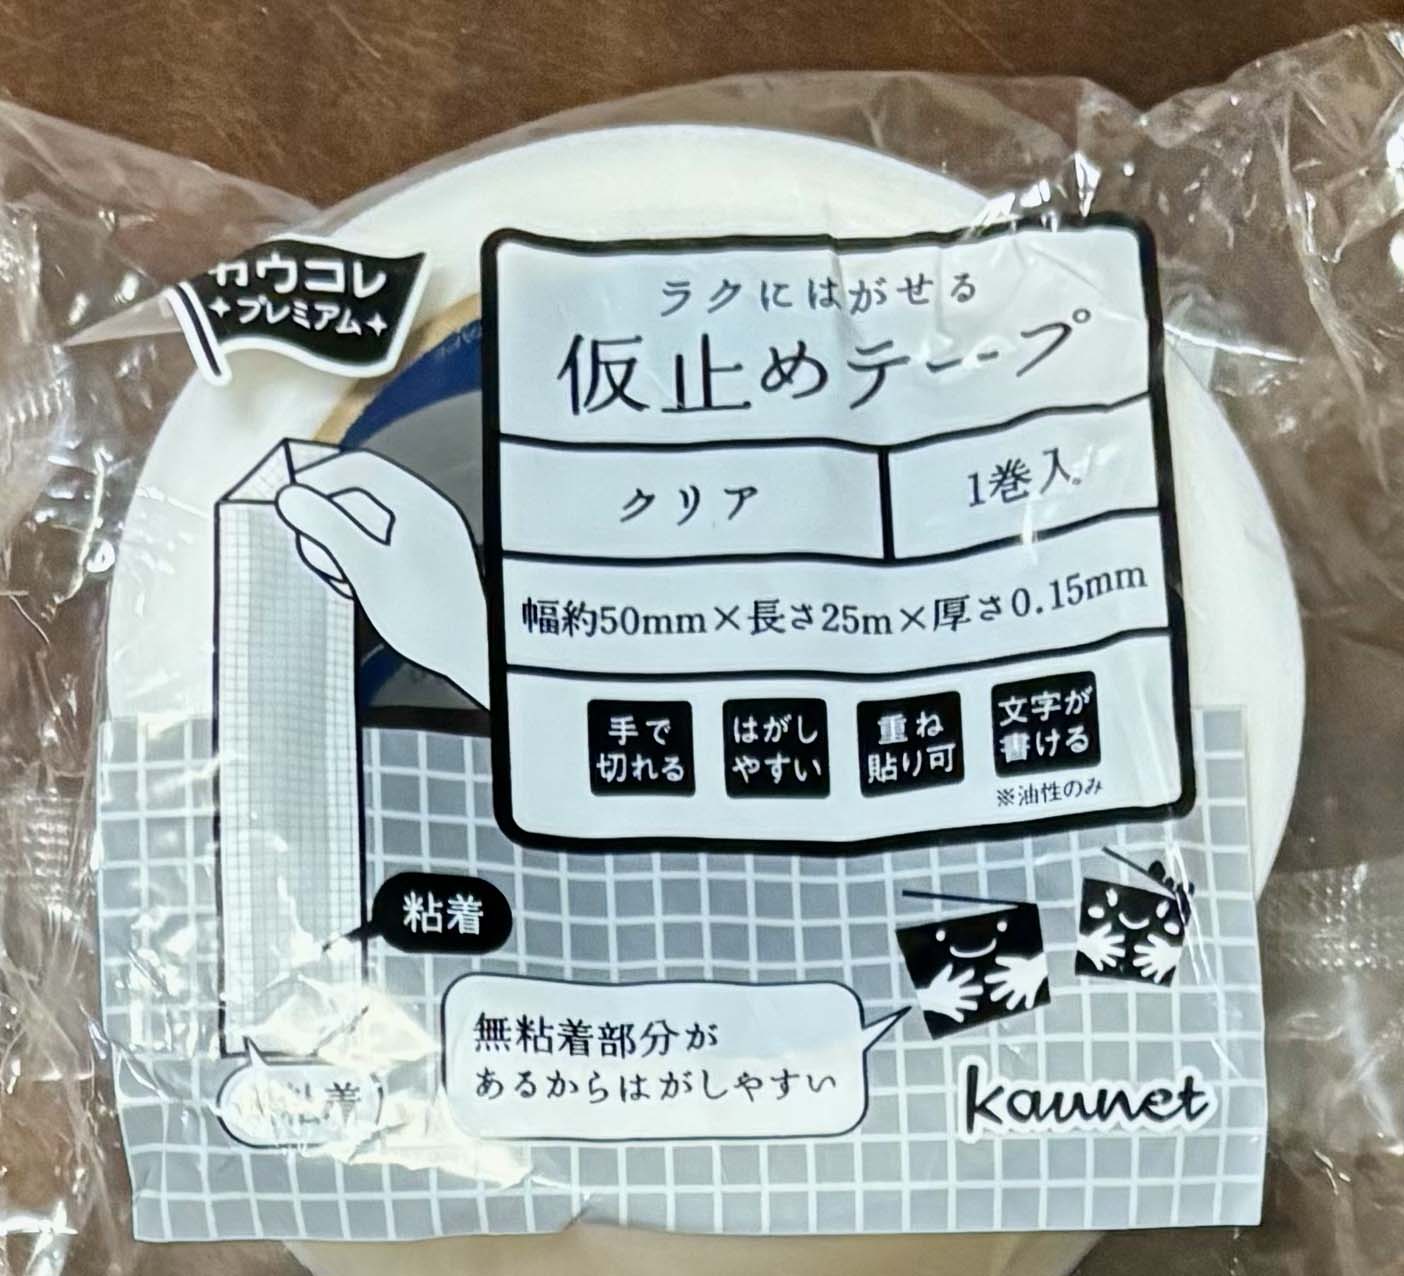 カウコレ
プレミアム
ラクにはがせる
仮止めテープ
クリア
1巻入
幅約50mm×長さ25m×厚さ0.15mm
手で
切れる
はがし
やすい
重ね
貼り可
文字が
書ける
※油性のみ
粘着
無粘着部分が
あるからはがしやすい
粘着
kaunet